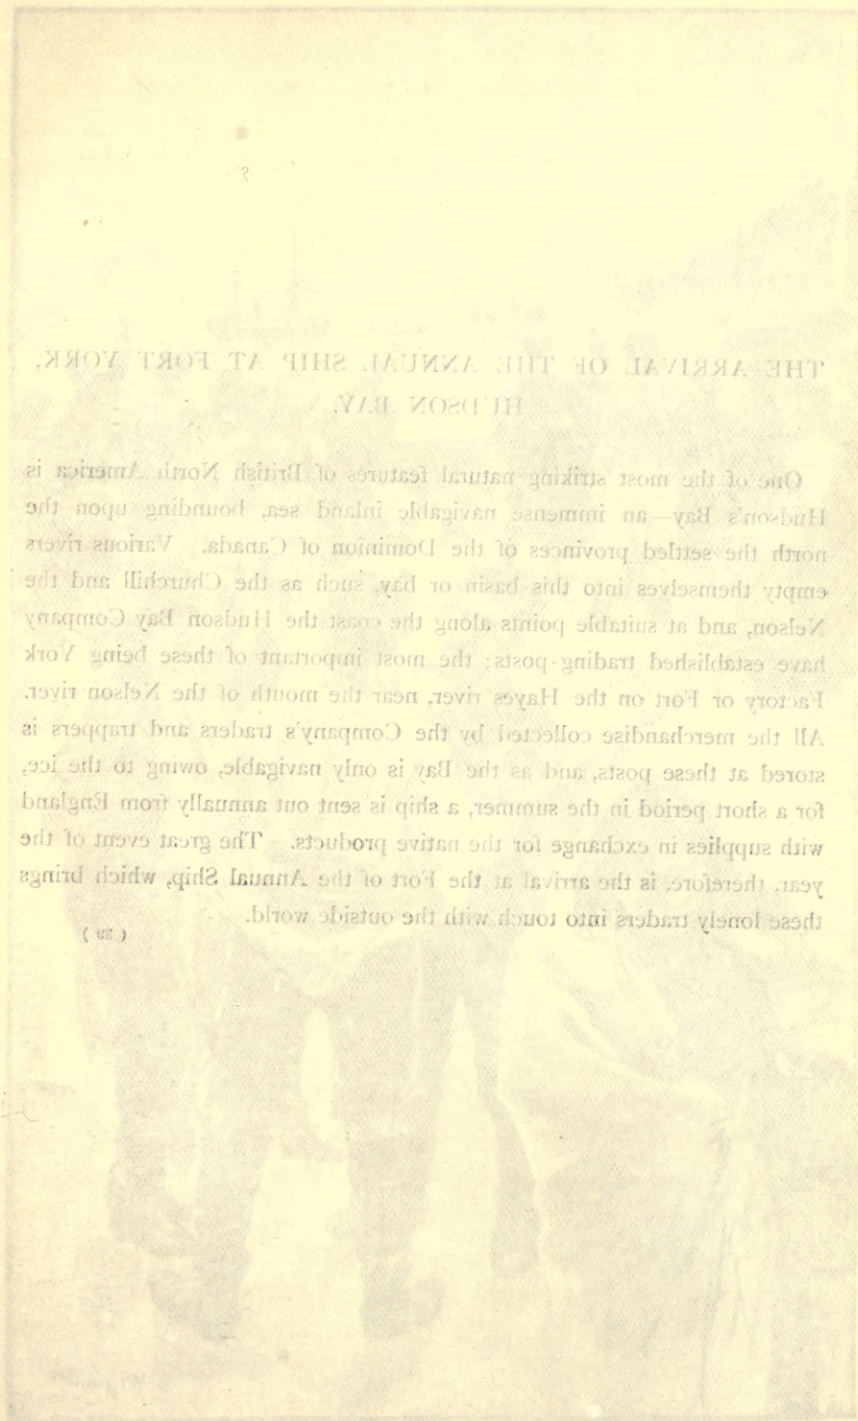 THE ARRIVAL OF THE ANNUAL SHIP AT FORT YORK,
HUDSON BAY.
One of the most striking natural features of British North America is
Hudson's Bay—an immense navigable inland sea, bounding upon the
north the settled provinces of the Dominion of Canada. Various rivers
empty themselves into this basin or bay, such as the Churchill and the
Nelson, and at suitable points along the coast the Hudson Bay Company
have established trading-posts; the most important of these being York
Factory or Fort on the Hayes river, near the mouth of the Nelson river.
All the merchandise collected by the Company's traders and trappers is
stored at these posts, and as the Bay is only navigable, owing to the ice,
for a short period in the summer, a ship is sent out annually from England
with supplies in exchange for the native products. The great event of the
year, therefore, is the arrival at the Fort of the Annual Ship, which brings
these lonely traders into touch with the outside world.